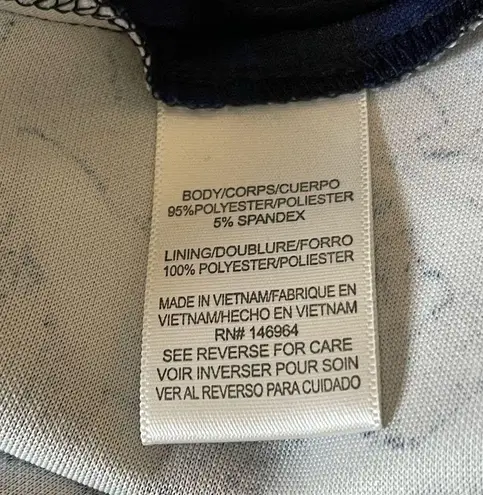 BODY/CORPS/CUERPO
95%POLYESTER/POLIESTER
5% SPANDEX
LINING/DOUBLURE/FORRO
100% POLYESTER/POLIESTER
MADE IN VIETNAM/FABRIQUE EN
VIETNAM/HECHO EN VIETNAM
RN# 146964
SEE REVERSE FOR CARE
VOIR INVERSER POUR SOIN
VER AL REVERSO PARA CUIDADO